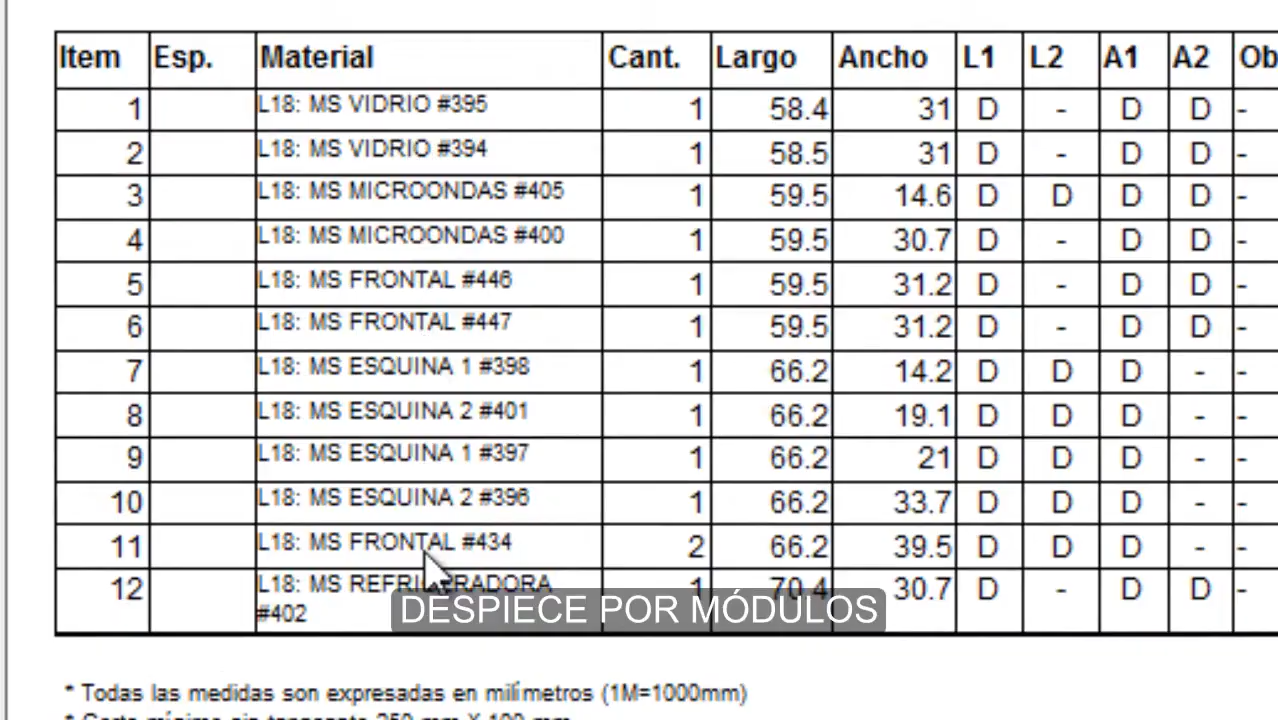 Item Esp. Material Cant. Largo Ancho L1 L2 A1 A2 Ob
1 L18: MS VIDRIO #395 1 58.4 31 D - D D -
2 L18: MS VIDRIO #394 1 58.5 31 D - D D -
3 L18: MS MICROONDAS #405 1 59.5 14.6 D D D D -
4 L18: MS MICROONDAS #400 1 59.5 30.7 D - D D -
5 L18: MS FRONTAL #446 1 59.5 31.2 D - D D -
6 L18: MS FRONTAL #447 1 59.5 31.2 D - D D -
7 L18: MS ESQUINA 1 #398 1 66.2 14.2 D D D - -
8 L18: MS ESQUINA 2 #401 1 66.2 19.1 D D D - -
9 L18: MS ESQUINA 1 #397 1 66.2 21 D D D - -
10 L18: MS ESQUINA 2 #396 1 66.2 33.7 D D D - -
11 L18: MS FRONTAL #434 2 66.2 39.5 D D D - -
12 L18: MS REFRIGERADORA 1 70.4 30.7 D - D D -
#402
DESPIECE POR MÓDULOS
* Todas las medidas son expresadas en milímetros (1M=1000mm)